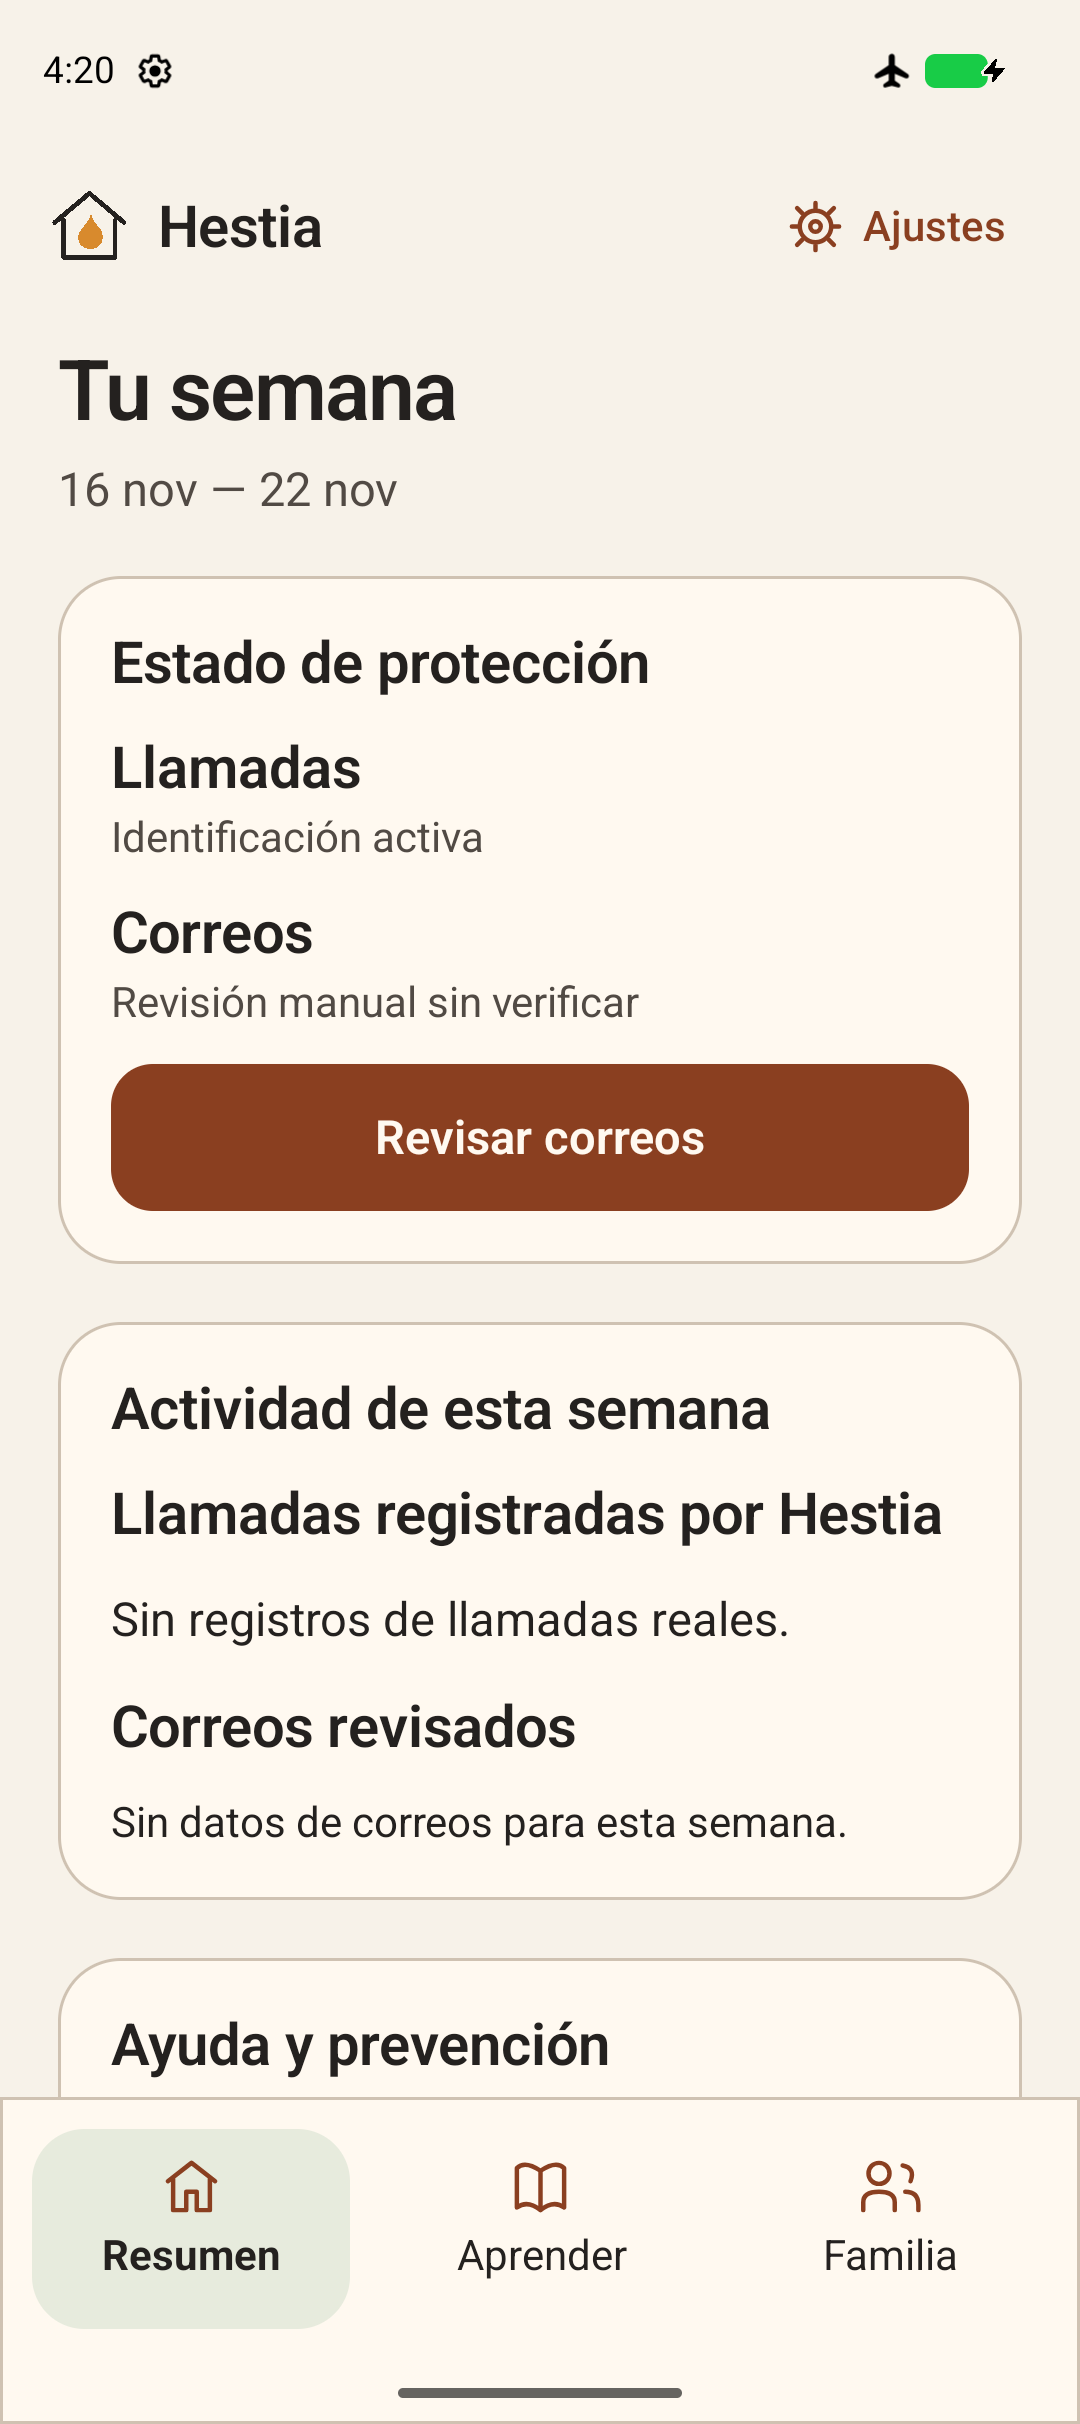 4:20
Hestia
Ajustes
Tu semana
16 nov — 22 nov
Estado de protección
Llamadas
Identificación activa
Correos
Revisión manual sin verificar
Revisar correos
Actividad de esta semana
Llamadas registradas por Hestia
Sin registros de llamadas reales.
Correos revisados
Sin datos de correos para esta semana.
Ayuda y prevención
Resumen
Aprender
Familia